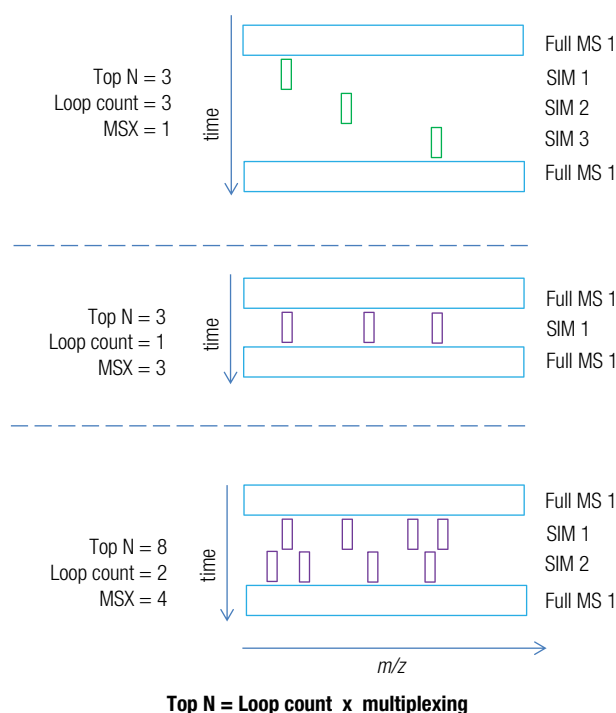 Full MS 1
Top N = 3
SIM 1
Loop count = 3
SIM 2
MSX = 1
time
SIM 3
Full MS 1
Full MS 1
Top N = 3
SIM 1
Loop count = 1
time
MSX = 3
Full MS 1
Full MS 1
Top N = 8
SIM 1
Loop count = 2
SIM 2
MSX = 4
time
Full MS 1
m/z
Top N = Loop count x multiplexing